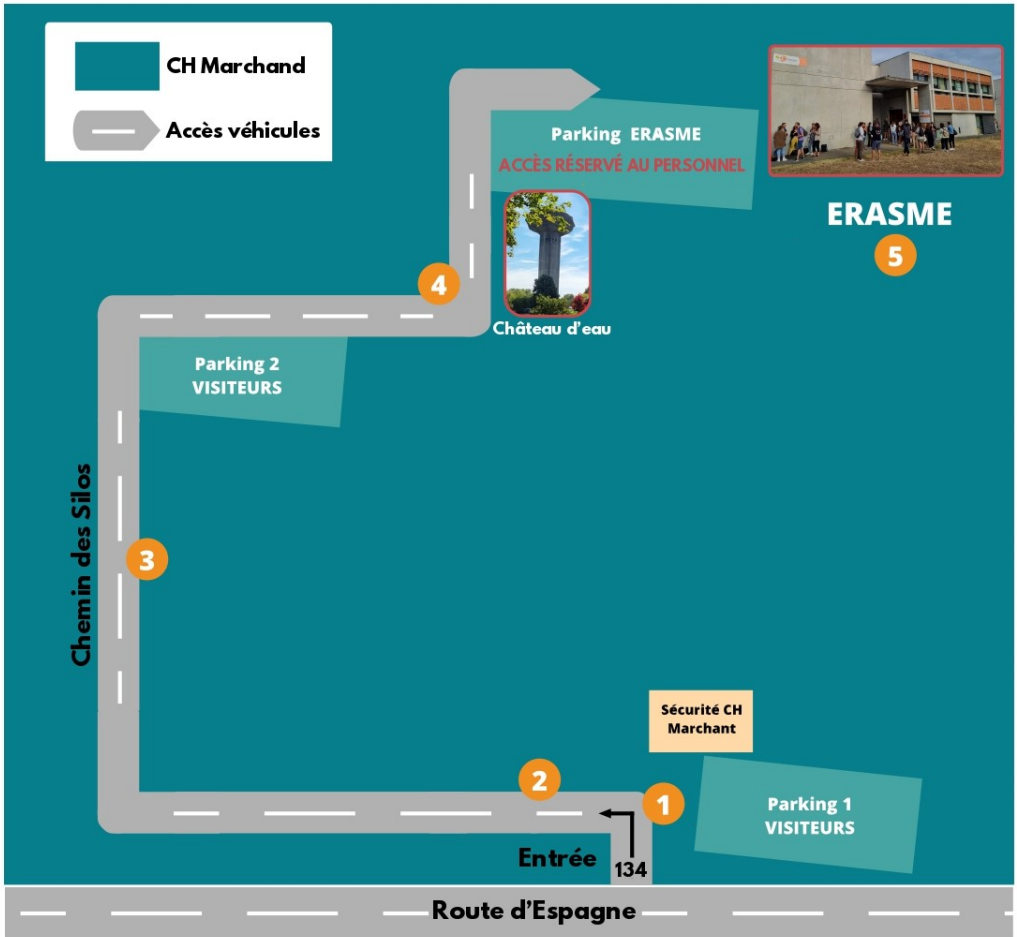 CH Marchand
Accès véhicules
Parking ERASME
ACCÈS RÉSERVÉ AU PERSONNEL
ERASME
5
4
Château d'eau
Parking 2
VISITEURS
Chemin des Silos
3
Sécurité CH
Marchant
2
1
Parking 1
VISITEURS
Entrée
134
Route d'Espagne